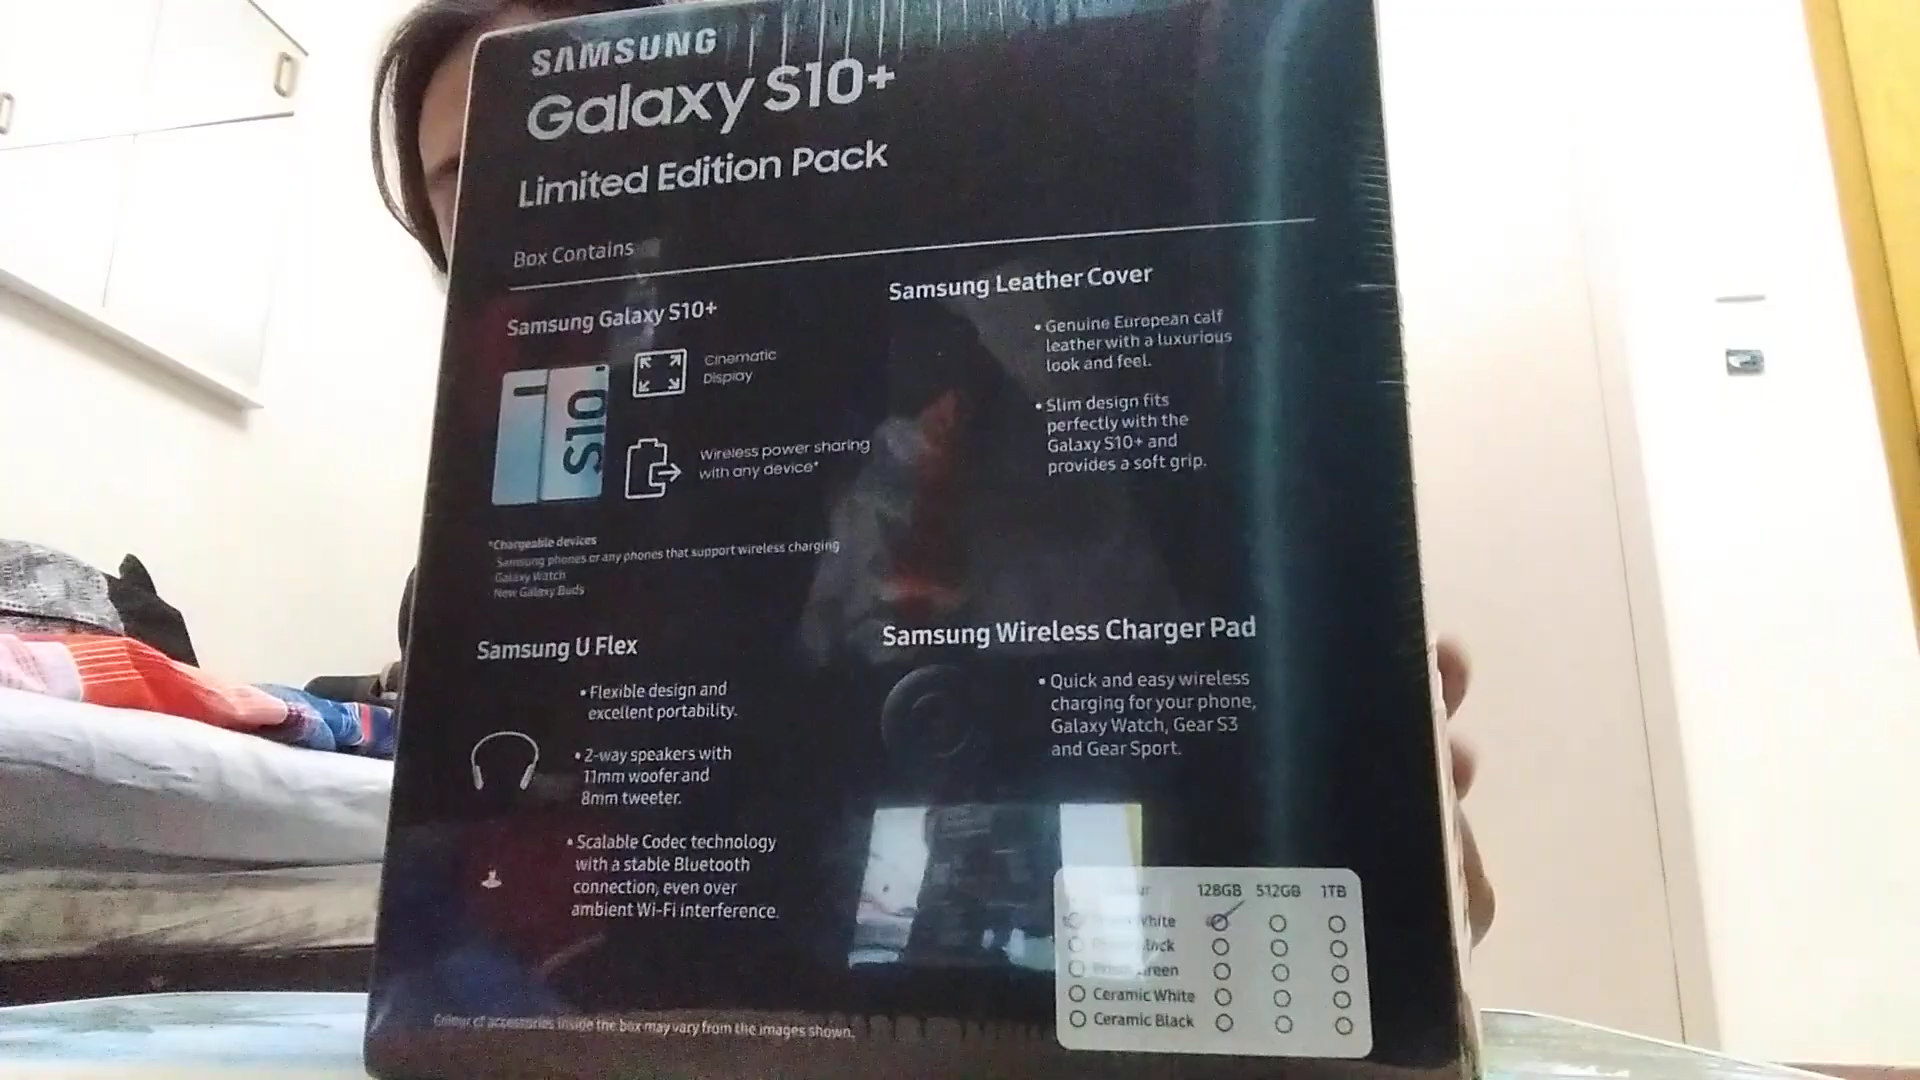 SAMSUNG
Galaxy S10+
Limited Edition Pack
Box Contains
Samsung Galaxy S10+
S10
Cinematic
Display
Wireless power sharing
with any device*
*Chargeable devices
Samsung phones or any phones that support wireless charging
Galaxy Watch
New Galaxy Buds
Samsung Leather Cover
• Genuine European calf
leather with a luxurious
look and feel.
• Slim design fits
perfectly with the
Galaxy S10+ and
provides a soft grip.
Samsung U Flex
• Flexible design and
excellent portability.
• 2-way speakers with
11mm woofer and
8mm tweeter.
• Scalable Codec technology
with a stable Bluetooth
connection, even over
ambient Wi-Fi interference.
Samsung Wireless Charger Pad
• Quick and easy wireless
charging for your phone,
Galaxy Watch, Gear S3
and Gear Sport.
128GB 512GB 1TB
White
Ceramic White
Ceramic Black
Colour of accessories inside the box may vary from the images shown.